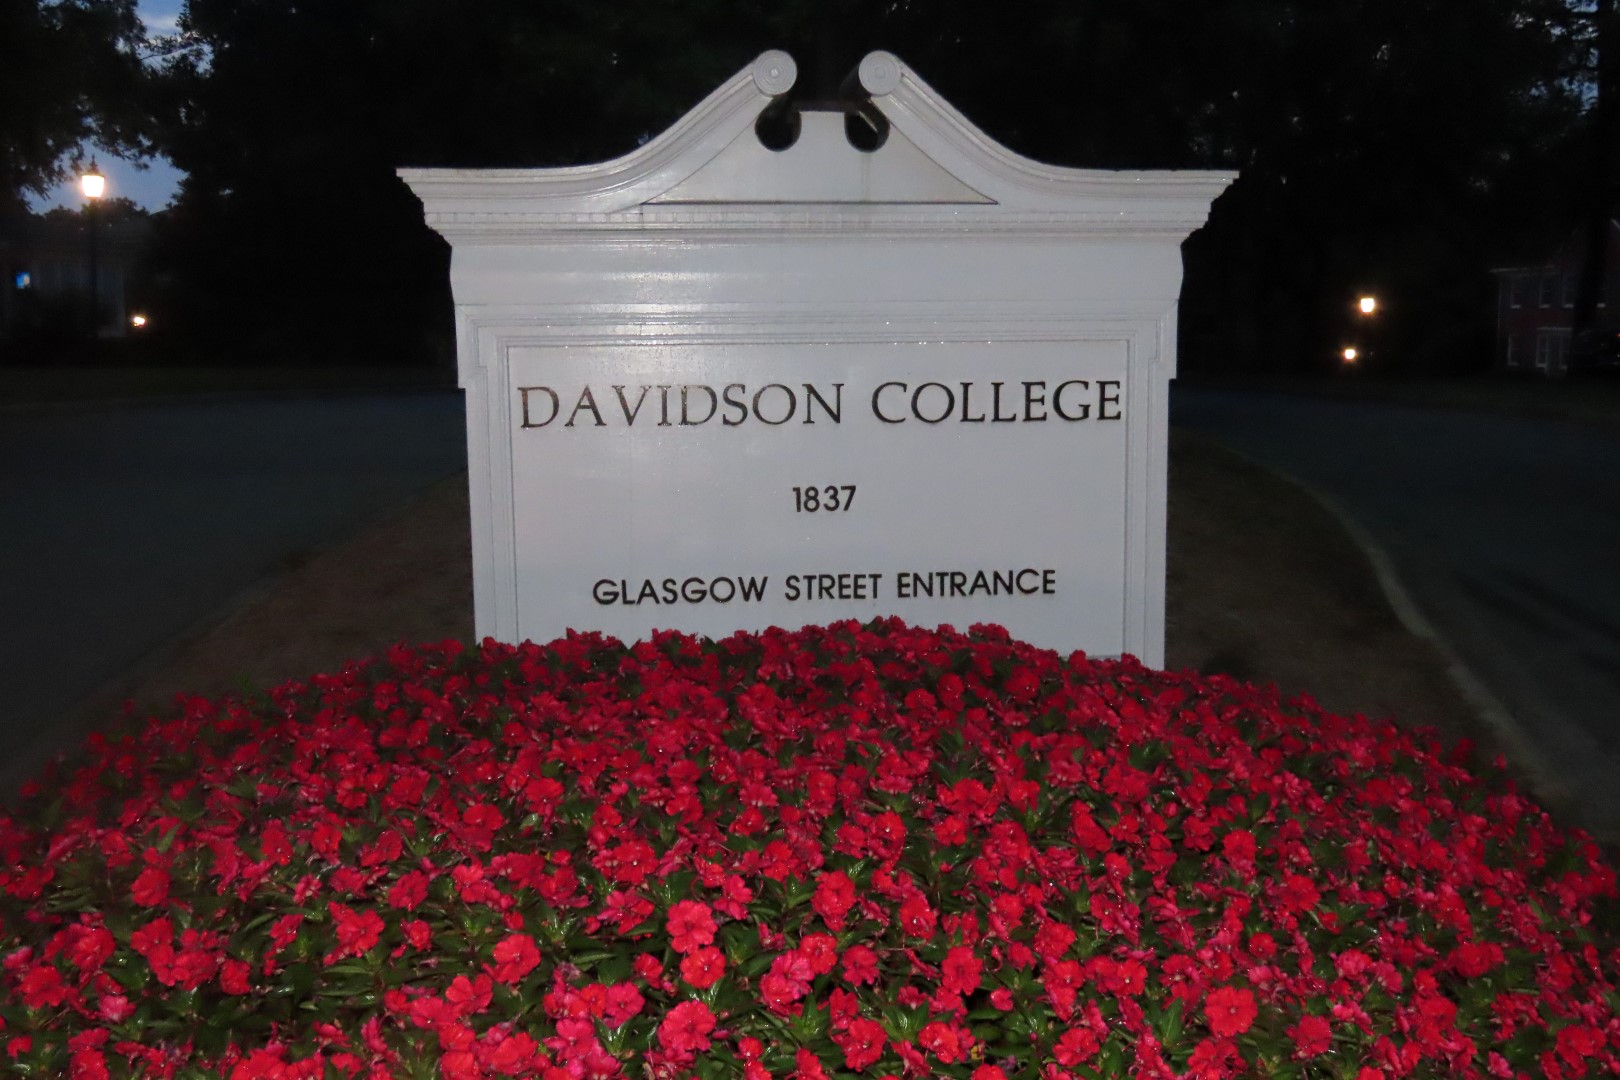 DAVIDSON COLLEGE
1837
GLASGOW STREET ENTRANCE